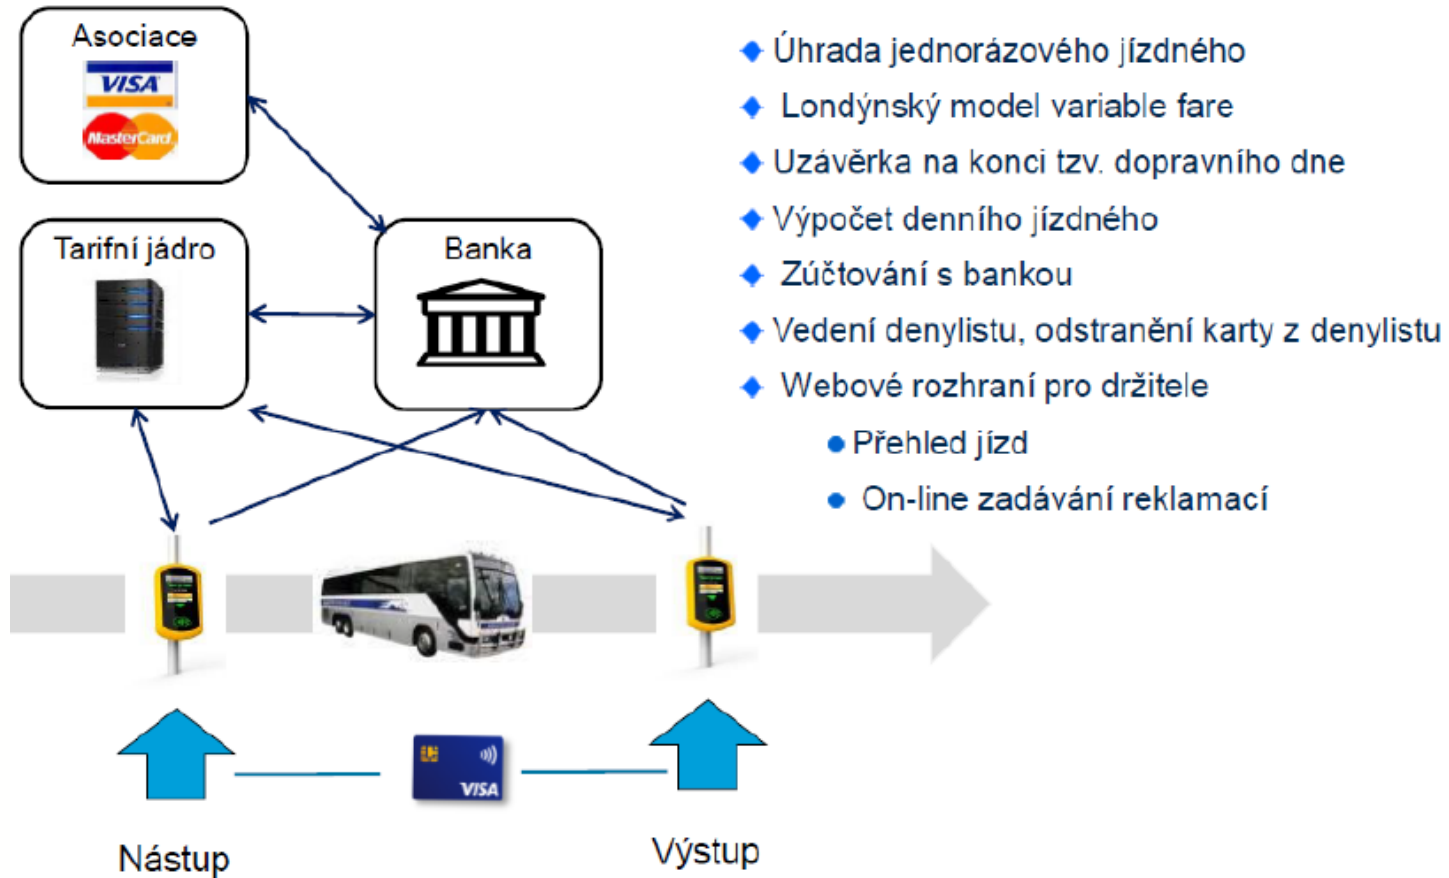 Asociace
VISA
MasterCard
Tarifní jádro
Banka
Úhrada jednorázového jízdného
Londýnský model variable fare
Uzávěrka na konci tzv. dopravního dne
Výpočet denního jízdného
Zúčtování s bankou
Vedení denylistu, odstranění karty z denylistu
Webové rozhraní pro držitele
Přehled jízd
On-line zadávání reklamací
VISA
Nástup
Výstup